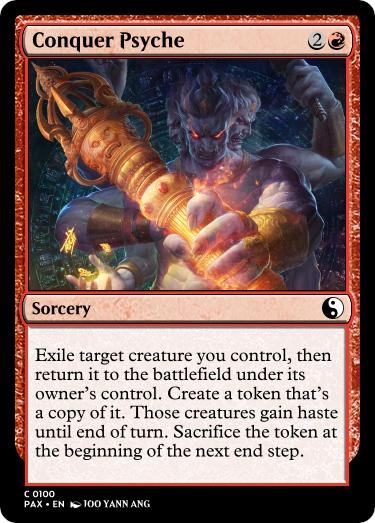 Conquer Psyche 2
Sorcery
Exile target creature you control, then
return it to the battlefield under its
owner's control. Create a token that's
a copy of it. Those creatures gain haste
until end of turn. Sacrifice the token at
the beginning of the next end step.
C 0100
PAX • EN JOO YANN ANG